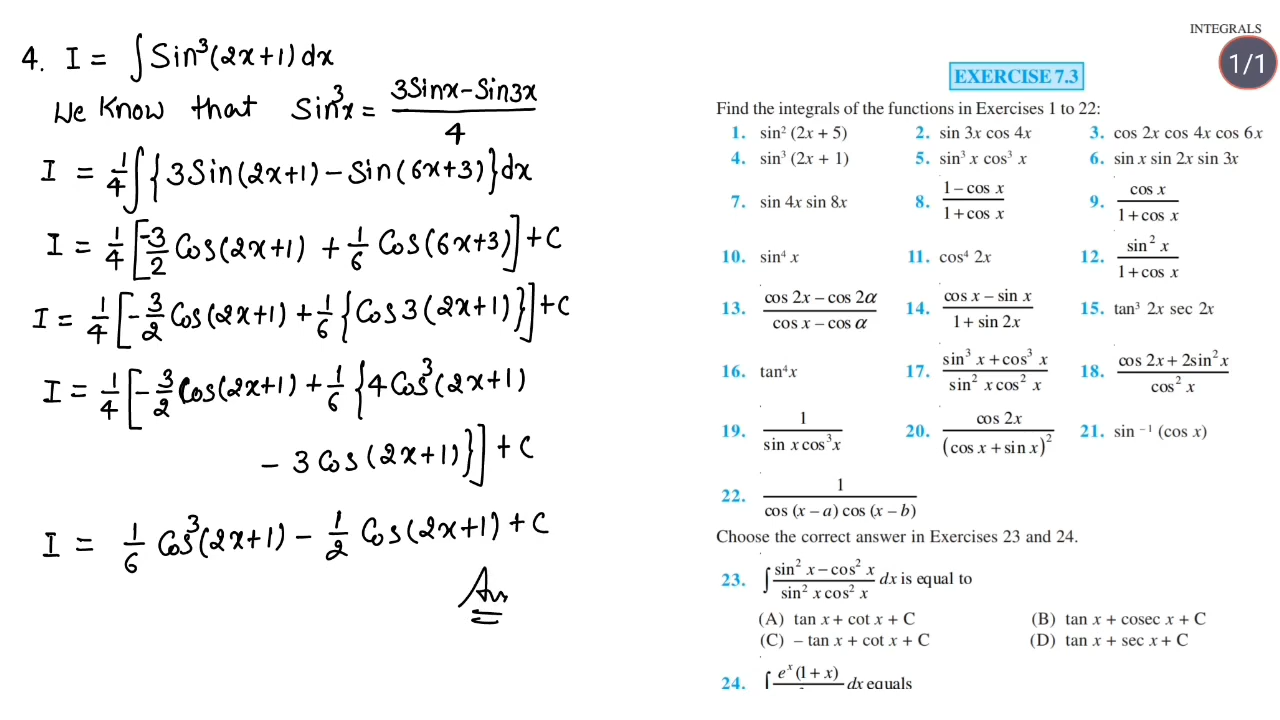 4. I = ∫ Sin³(2x+1) dx
We know that Sin³x = (3Sinx − Sin3x)/4
I = 1/4 ∫ {3Sin(2x+1) − Sin(6x+3)} dx
I = 1/4 [−3/2 Cos(2x+1) + 1/6 Cos(6x+3)] + C
I = 1/4 [−3/2 Cos(2x+1) + 1/6 {Cos3(2x+1)}] + C
I = 1/4 [−3/2 Cos(2x+1) + 1/6 {4Cos³(2x+1)
− 3Cos(2x+1)}] + C
I = 1/6 Cos³(2x+1) − 1/2 Cos(2x+1) + C
Ans
INTEGRALS
1/1
EXERCISE 7.3
Find the integrals of the functions in Exercises 1 to 22:
1. sin² (2x + 5) 2. sin 3x cos 4x 3. cos 2x cos 4x cos 6x
4. sin³ (2x + 1) 5. sin³ x cos³ x 6. sin x sin 2x sin 3x
7. sin 4x sin 8x 8. (1 – cos x)/(1 + cos x) 9. cos x/(1 + cos x)
10. sin⁴ x 11. cos⁴ 2x 12. sin² x/(1 + cos x)
13. (cos 2x – cos 2α)/(cos x – cos α) 14. (cos x – sin x)/(1 + sin 2x) 15. tan³ 2x sec 2x
16. tan⁴x 17. (sin³ x + cos³ x)/(sin² x cos² x) 18. (cos 2x + 2sin² x)/cos² x
19. 1/(sin x cos³x) 20. cos 2x/(cos x + sin x)² 21. sin ⁻¹ (cos x)
22. 1/(cos (x – a) cos (x – b))
Choose the correct answer in Exercises 23 and 24.
23. ∫ (sin² x – cos² x)/(sin² x cos² x) dx is equal to
(A) tan x + cot x + C (B) tan x + cosec x + C
(C) – tan x + cot x + C (D) tan x + sec x + C
24. ∫ eˣ (1 + x) dx equals